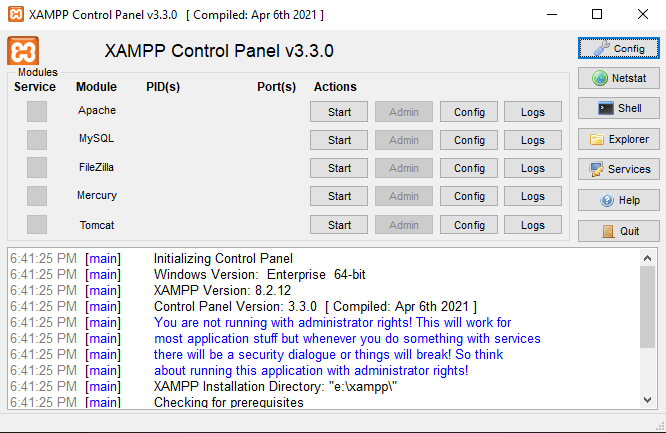 XAMPP Control Panel v3.3.0 [ Compiled: Apr 6th 2021 ]
XAMPP Control Panel v3.3.0
Config
Modules
Service Module PID(s) Port(s) Actions
Netstat
Apache Start Admin Config Logs
Shell
MySQL Start Admin Config Logs
Explorer
FileZilla Start Admin Config Logs
Services
Mercury Start Admin Config Logs
Help
Tomcat Start Admin Config Logs
Quit
6:41:25 PM [main] Initializing Control Panel
6:41:25 PM [main] Windows Version: Enterprise 64-bit
6:41:25 PM [main] XAMPP Version: 8.2.12
6:41:25 PM [main] Control Panel Version: 3.3.0 [ Compiled: Apr 6th 2021 ]
6:41:25 PM [main] You are not running with administrator rights! This will work for
6:41:25 PM [main] most application stuff but whenever you do something with services
6:41:25 PM [main] there will be a security dialogue or things will break! So think
6:41:25 PM [main] about running this application with administrator rights!
6:41:25 PM [main] XAMPP Installation Directory: "e:\xampp\"
6:41:25 PM [main] Checking for prerequisites